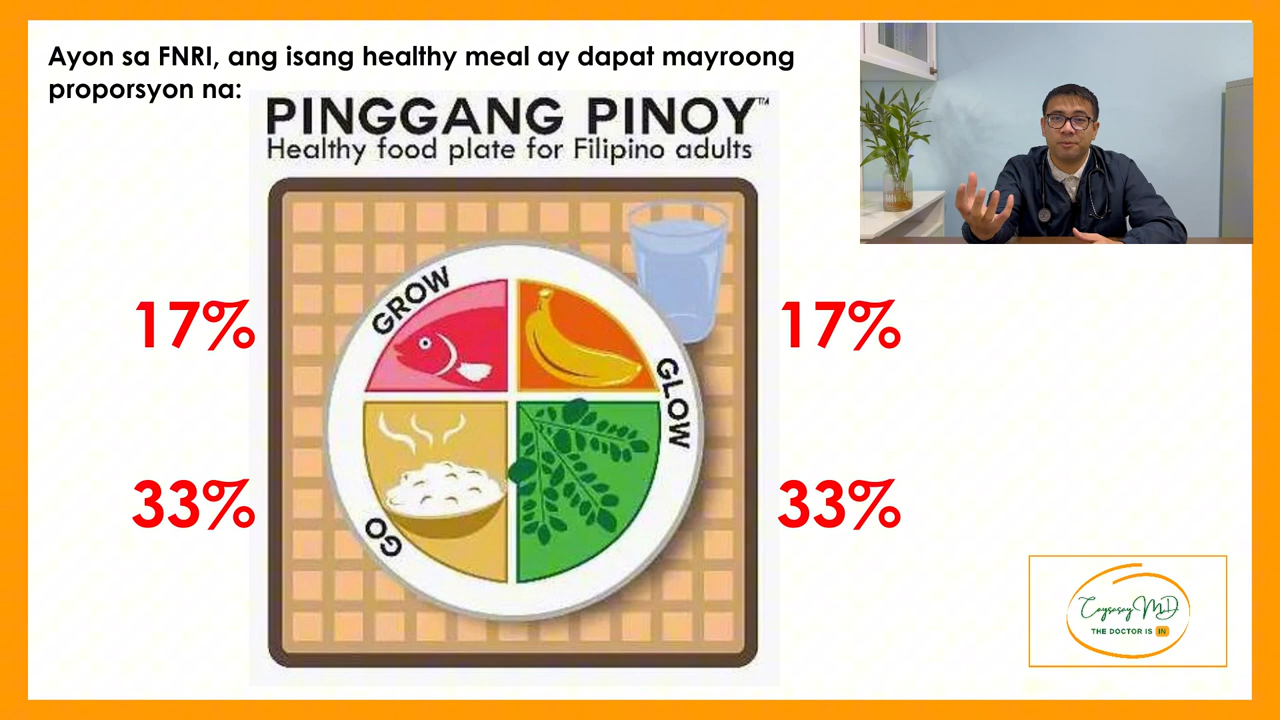 Ayon sa FNRI, ang isang healthy meal ay dapat mayroong
proporsyon na:
PINGGANG PINOY™
Healthy food plate for Filipino adults
GROW
GLOW
GO
17%
17%
33%
33%
CaysasayMD
THE DOCTOR IS IN